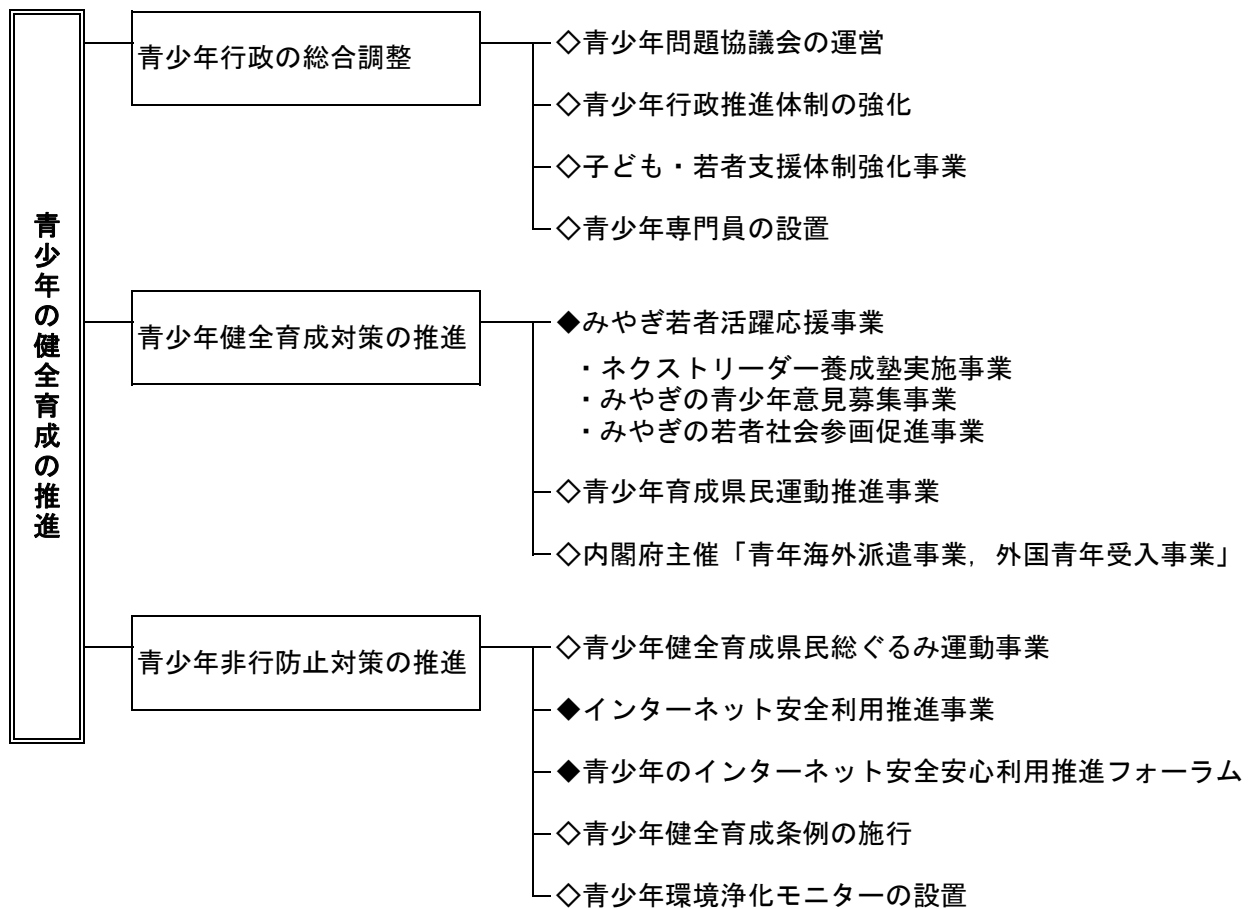 青少年の健全育成の推進
青少年行政の総合調整
◇青少年問題協議会の運営
◇青少年行政推進体制の強化
◇子ども・若者支援体制強化事業
◇青少年専門員の設置
青少年健全育成対策の推進
◆みやぎ若者活躍応援事業
・ネクストリーダー養成塾実施事業
・みやぎの青少年意見募集事業
・みやぎの若者社会参画促進事業
◇青少年育成県民運動推進事業
◇内閣府主催「青年海外派遣事業，外国青年受入事業」
青少年非行防止対策の推進
◇青少年健全育成県民総ぐるみ運動事業
◆インターネット安全利用推進事業
◆青少年のインターネット安全安心利用推進フォーラム
◇青少年健全育成条例の施行
◇青少年環境浄化モニターの設置